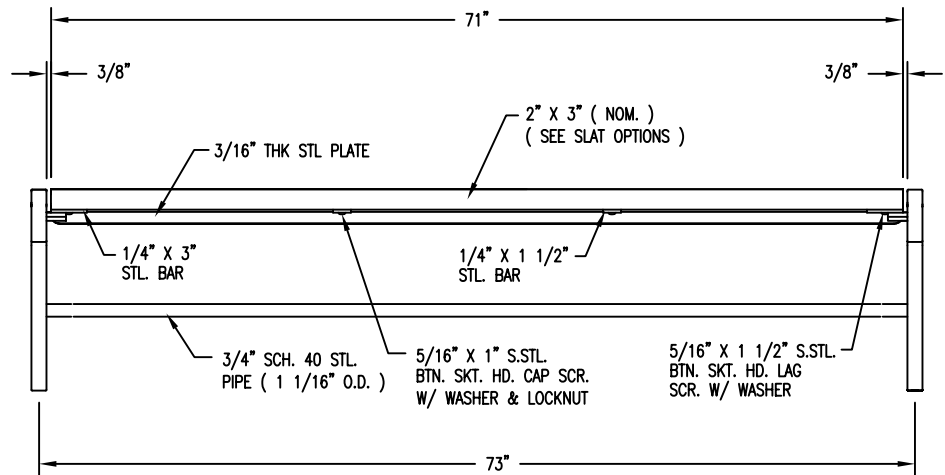 71"
3/8"
3/8"
2" X 3" ( NOM. )
( SEE SLAT OPTIONS )
3/16" THK STL PLATE
1/4" X 3"
STL. BAR
1/4" X 1 1/2"
STL. BAR
3/4" SCH. 40 STL.
PIPE ( 1 1/16" O.D. )
5/16" X 1" S.STL.
BTN. SKT. HD. CAP SCR.
W/ WASHER & LOCKNUT
5/16" X 1 1/2" S.STL.
BTN. SKT. HD. LAG
SCR. W/ WASHER
73"